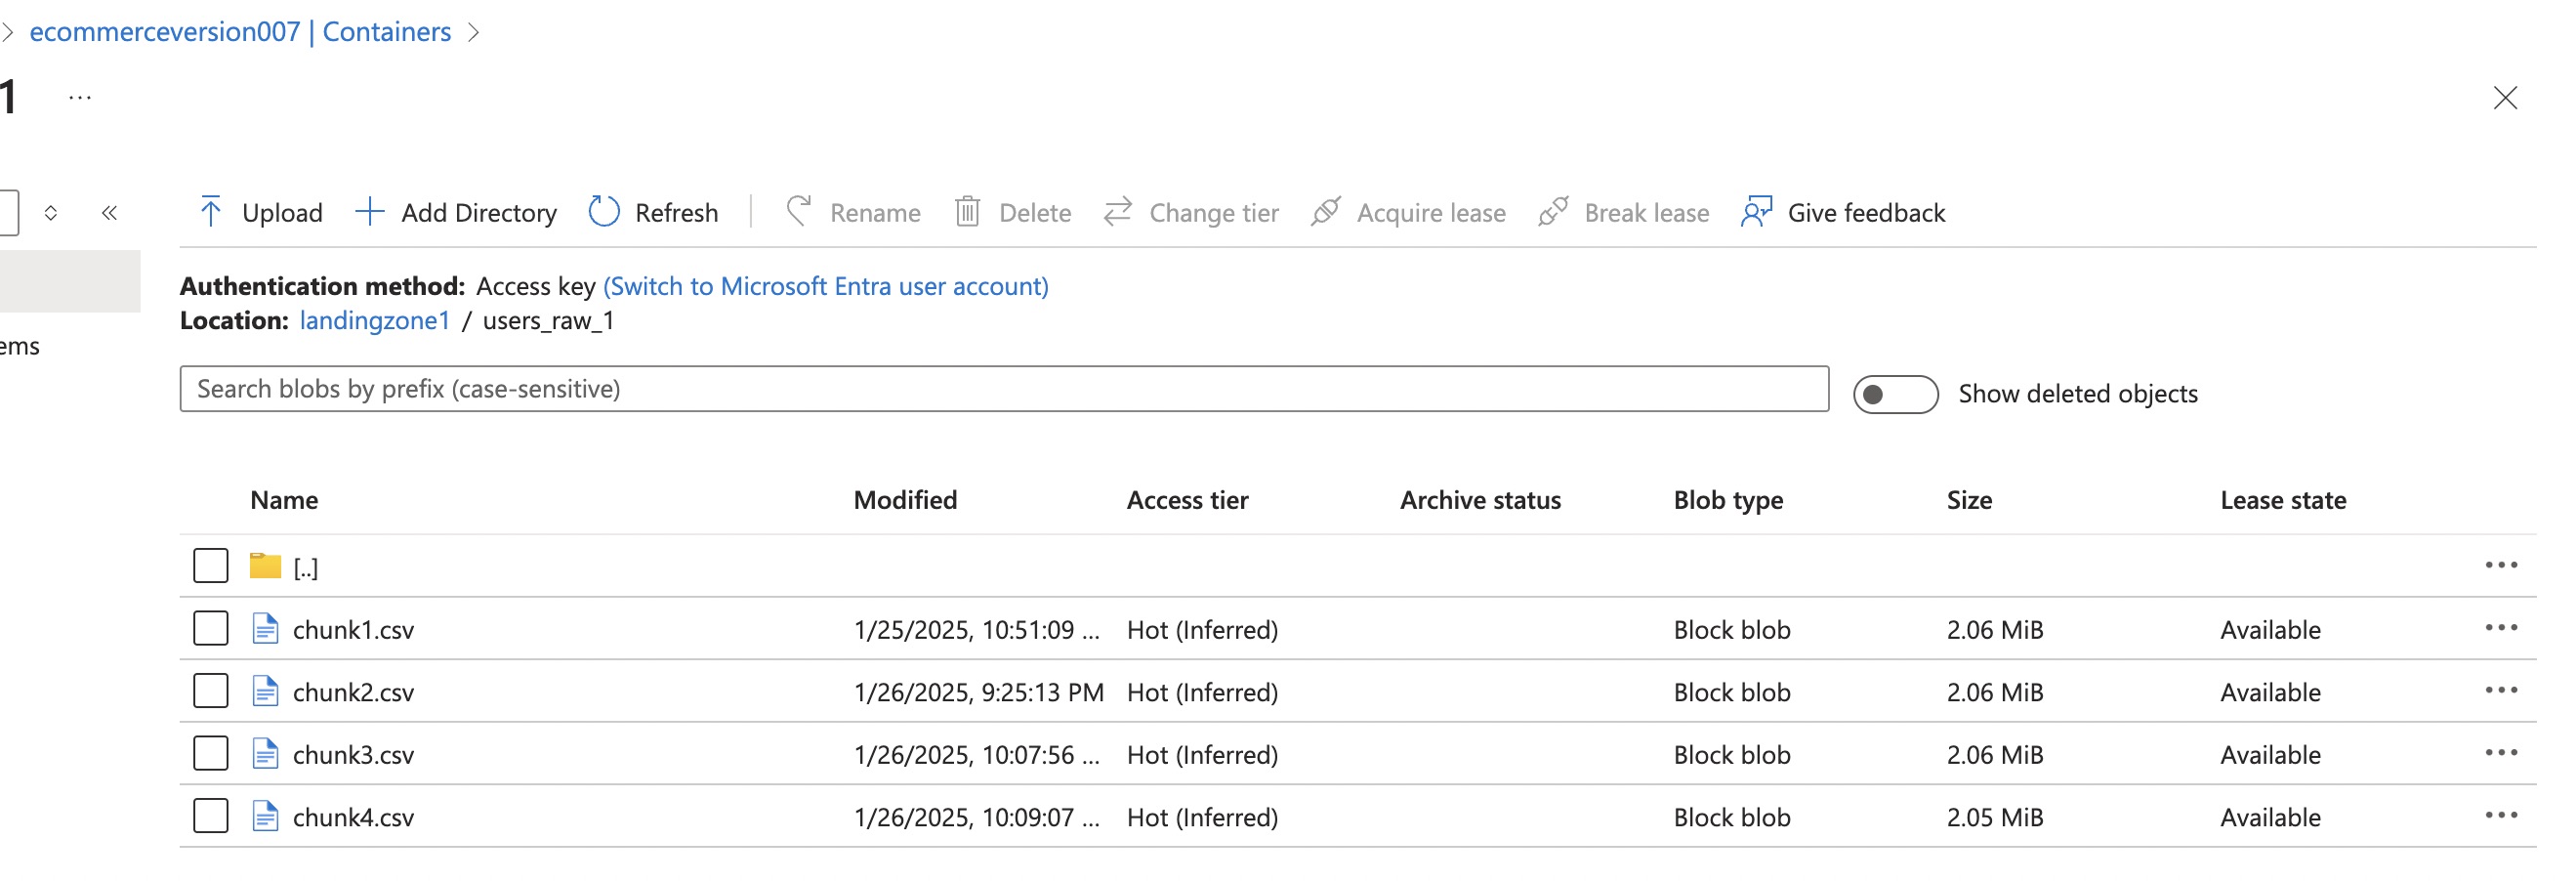 ecommerceversion007 | Containers
1 ...
Upload Add Directory Refresh Rename Delete Change tier Acquire lease Break lease Give feedback
Authentication method: Access key (Switch to Microsoft Entra user account)
Location: landingzone1 / users_raw_1
ems
Search blobs by prefix (case-sensitive) Show deleted objects
Name Modified Access tier Archive status Blob type Size Lease state
[..]
chunk1.csv 1/25/2025, 10:51:09 ... Hot (Inferred) Block blob 2.06 MiB Available
chunk2.csv 1/26/2025, 9:25:13 PM Hot (Inferred) Block blob 2.06 MiB Available
chunk3.csv 1/26/2025, 10:07:56 ... Hot (Inferred) Block blob 2.06 MiB Available
chunk4.csv 1/26/2025, 10:09:07 ... Hot (Inferred) Block blob 2.05 MiB Available